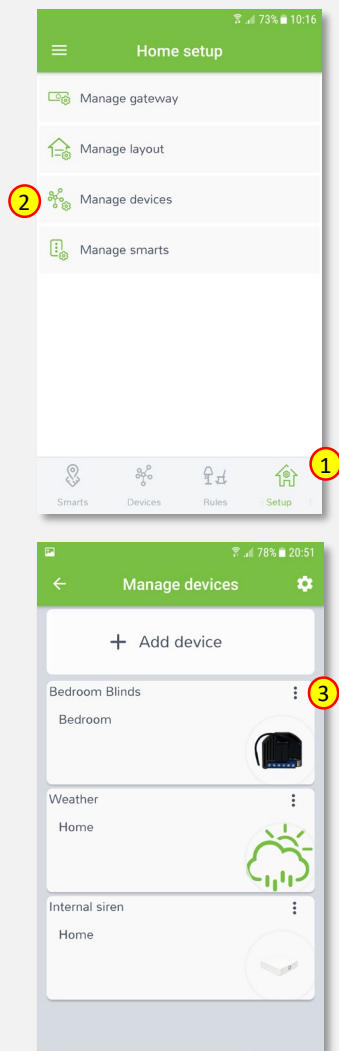 73% 10:16
Home setup
Manage gateway
Manage layout
2 Manage devices
Manage smarts
1
Smarts Devices Rules Setup
78% 20:51
Manage devices
+ Add device
Bedroom Blinds 3
Bedroom
Weather
Home
Internal siren
Home